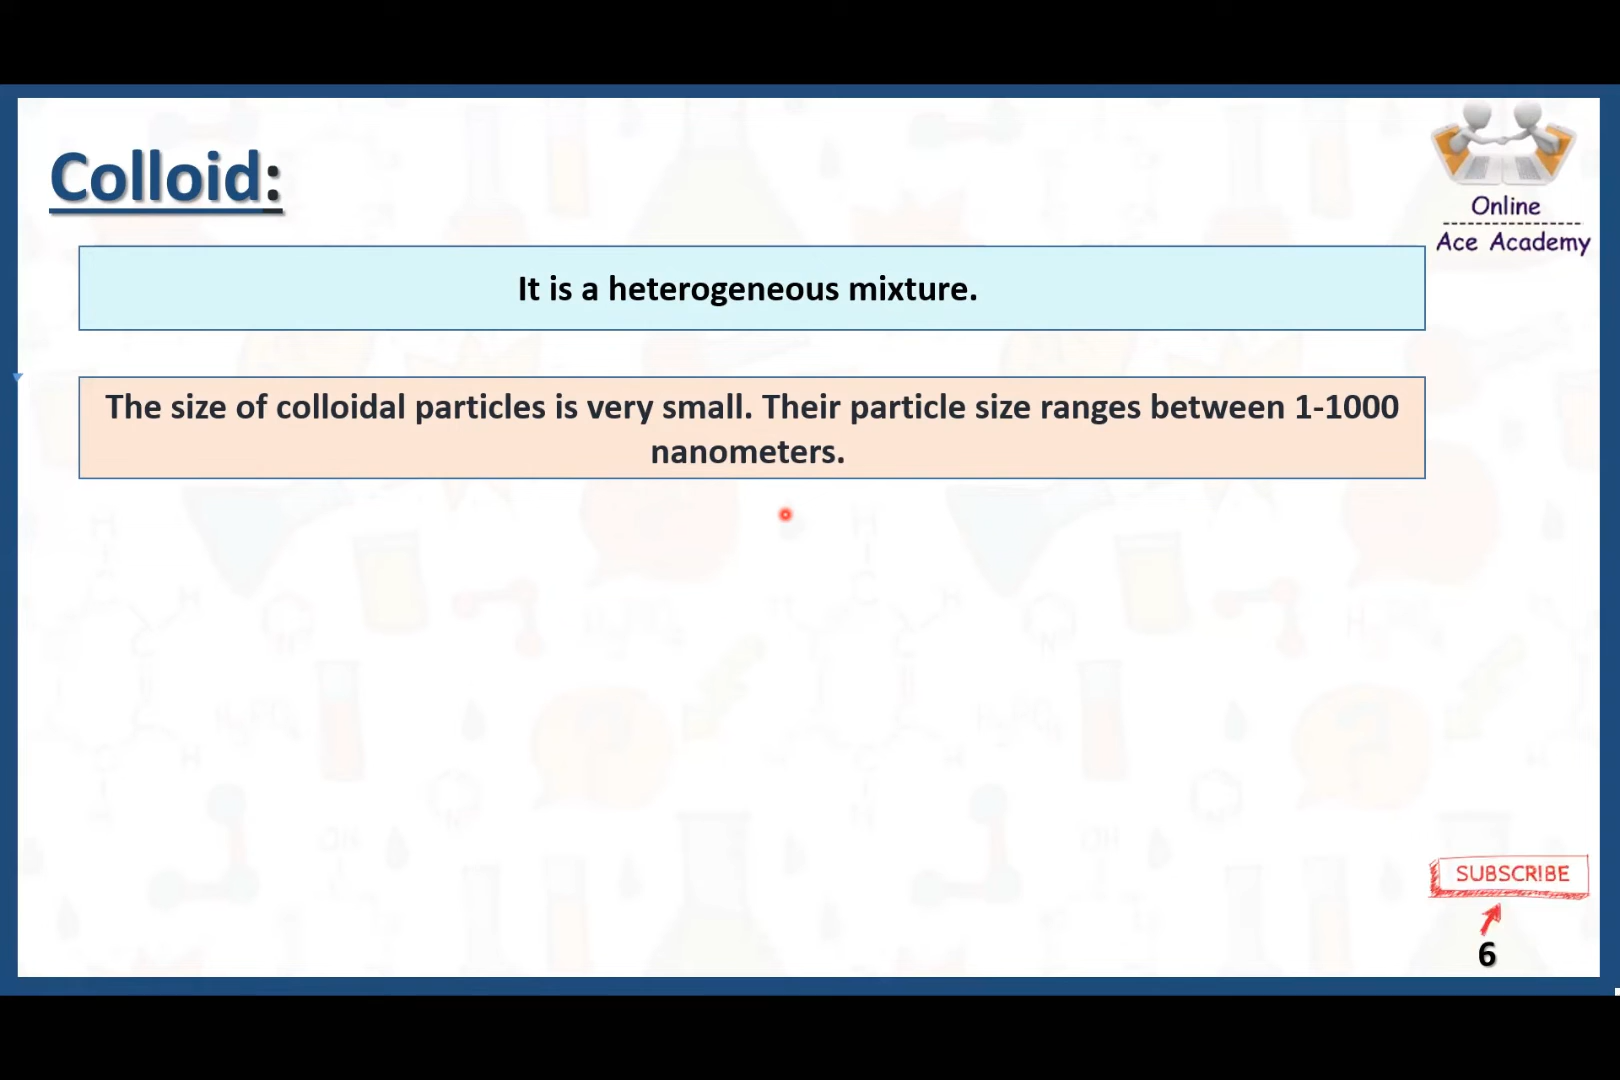 Colloid:
Online
Ace Academy
It is a heterogeneous mixture.
The size of colloidal particles is very small. Their particle size ranges between 1-1000
nanometers.
SUBSCRIBE
6